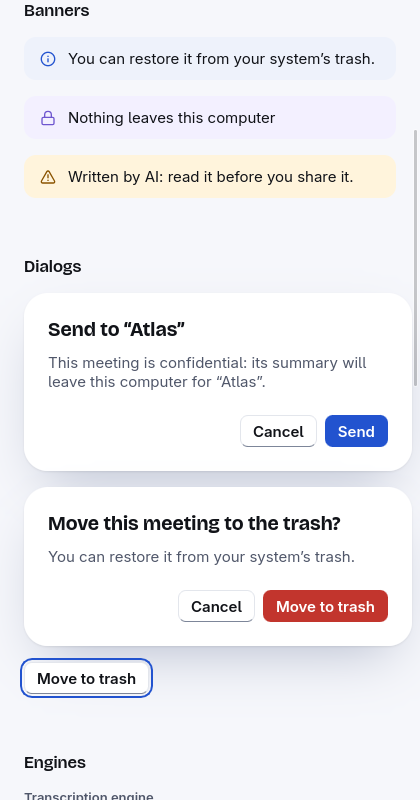 Banners
You can restore it from your system’s trash.
Nothing leaves this computer
Written by AI: read it before you share it.
Dialogs
Send to “Atlas”
This meeting is confidential: its summary will
leave this computer for “Atlas”.
Cancel
Send
Move this meeting to the trash?
You can restore it from your system’s trash.
Cancel
Move to trash
Move to trash
Engines
Transcription engine